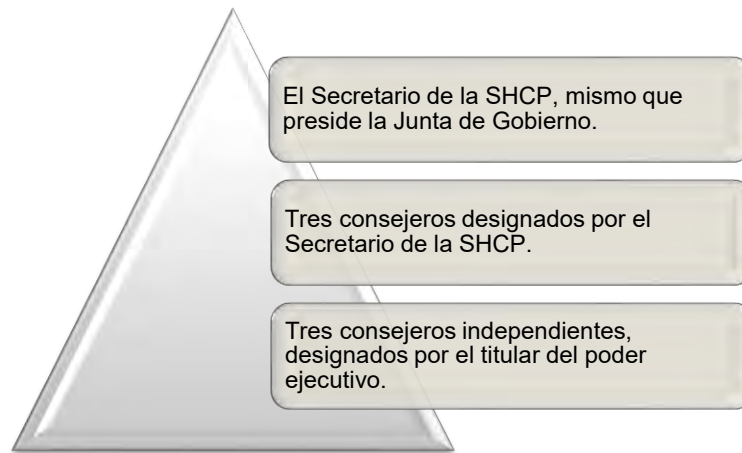 El Secretario de la SHCP, mismo que
preside la Junta de Gobierno.
Tres consejeros designados por el
Secretario de la SHCP.
Tres consejeros independientes,
designados por el titular del poder
ejecutivo.